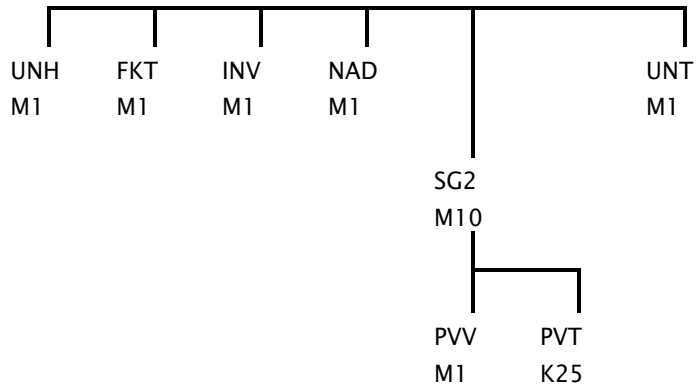 UNH FKT INV NAD UNT
M1 M1 M1 M1 M1
SG2
M10
PVV PVT
M1 K25